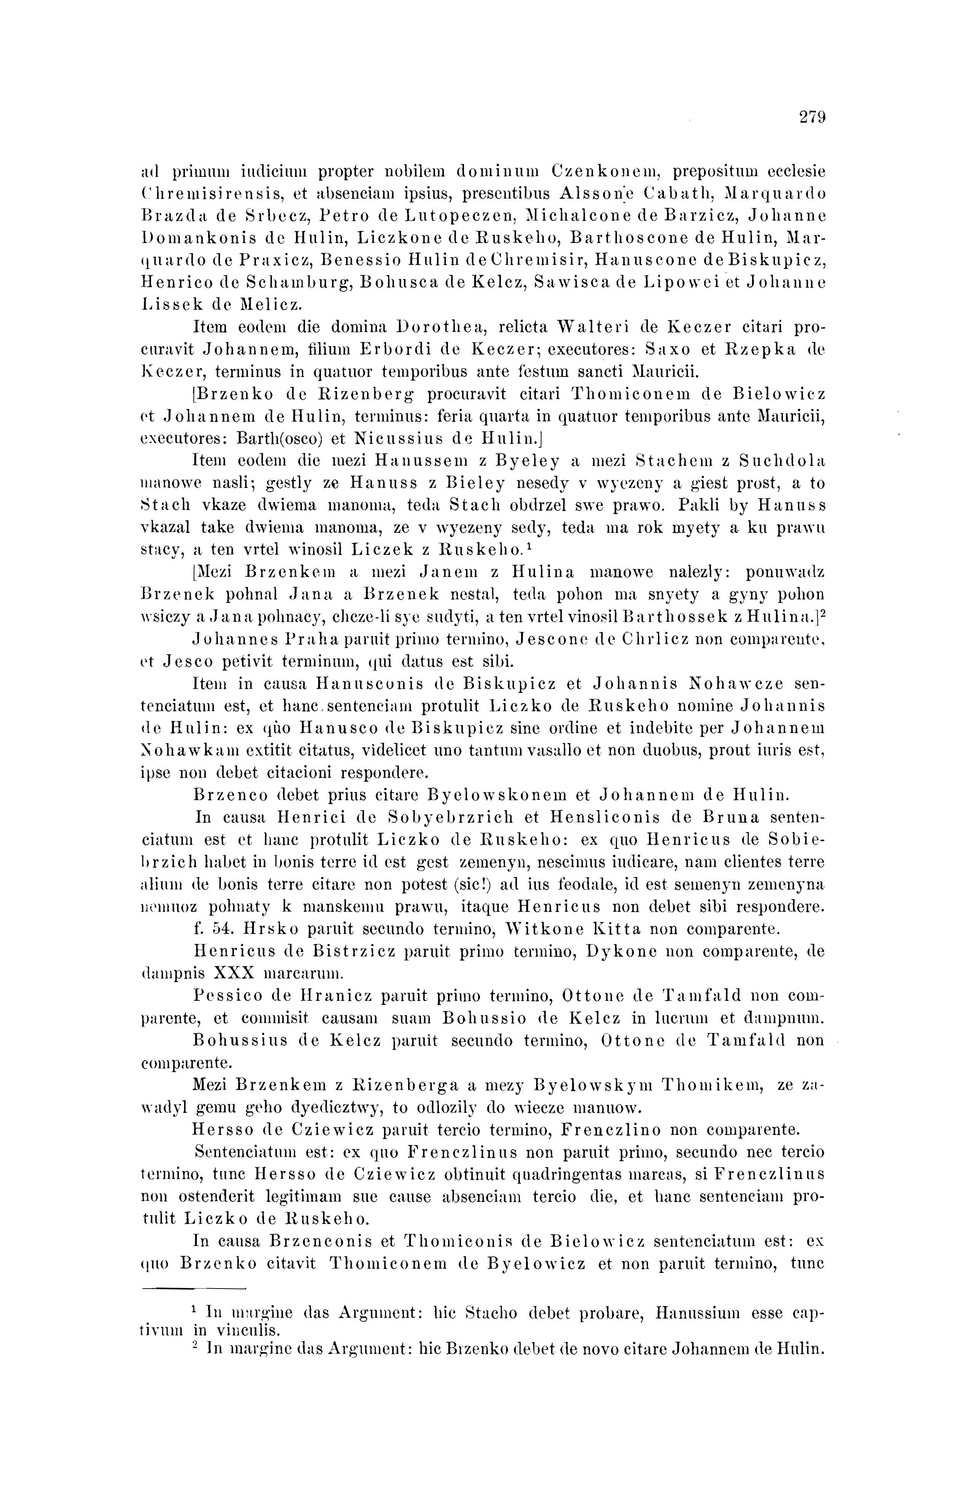 279
ad primum iudicium propter nobilem dominum Czenkonem, prepositum ecclesie
Chremisirensis, et absenciam ipsius, presentibus Alssone Cabath, Marquardo
Brazda de Srbecz, Petro de Lutopeczen, Michalcone de Barzicz, Johanne
Domankonis de Hulin, Liczkone de Ruskeho, Barthoscone de Hulin, Mar-
quardo de Praxicz, Benessio Hulin de Chremisir, Hanuscone de Biskupicz,
Henrico de Schamburg, Bohusca de Kelcz, Sawisca de Lipowci et Johanne
Lissek de Melicz.
Item eodem die domina Dorothea, relicta Walteri de Keczer citari pro-
curavit Johannem, filium Erbordi de Keczer; executores: Saxo et Rzepka de
Keczer, terminus in quatuor temporibus ante festum sancti Mauricii.
[Brzenko de Rizenberg procuravit citari Thomiconem de Bielowicz
et Johannem de Hulin, terminus: feria quarta in quatuor temporibus ante Mauricii,
executores: Barth(osco) et Nicussius de Hulin.]
Item eodem die mezi Hanussem z Byeley a mezi Stachem z Suchdola
manowe nasli; gestly ze Hanuss z Bieley nesedy v wyezeny a giest prost, a to
Stach vkaze dwiema manoma, teda Stach obdrzel swe prawo. Pakli by Hanuss
vkazal take dwiema manoma, ze v wyezeny sedy, teda ma rok myety a ku prawu
stacy, a ten vrtel winosil Liczek z Ruskeho.¹
[Mezi Brzenkem a mezi Janem z Hulina manowe nalezly: ponuwadz
Brzenek pohnal Jana a Brzenek nestal, teda pohon ma snyety a gyny pohon
wsiczy a Jana pohnacy, chcze-li sye sudyti, a ten vrtel vinosil Barthossek z Hulina.]²
Johannes Praha paruit primo termino, Jescone de Chrlicz non comparente,
et Jesco petivit terminum, qui datus est sibi.
Item in causa Hanusconis de Biskupicz et Johannis Nohawcze sen-
tenciatum est, et hanc sentenciam protulit Liczko de Ruskeho nomine Johannis
de Hulin: ex quo Hanusco de Biskupicz sine ordine et indebite per Johannem
Nohawkam extitit citatus, videlicet uno tantum vasallo et non duobus, prout iuris est,
ipse non debet citacioni respondere.
Brzenco debet prius citare Byelowskonem et Johannem de Hulin.
In causa Henrici de Sobyebrzrich et Hensliconis de Bruna senten-
ciatum est et hanc protulit Liczko de Ruskeho: ex quo Henricus de Sobie-
brzich habet in bonis terre id est gest zemenyn, nescimus iudicare, nam clientes terre
alium de bonis terre citare non potest (sic!) ad ius feodale, id est semenyn zemenyna
nemuoz pohnaty k manskemu prawu, itaque Henricus non debet sibi respondere.
f. 54. Hrsko paruit secundo termino, Witkone Kitta non comparente.
Henricus de Bistrzicz paruit primo termino, Dykone non comparente, de
dampnis XXX marcarum.
Pessico de Hranicz paruit primo termino, Ottone de Tamfald non com-
parente, et commisit causam suam Bohussio de Kelcz in lucrum et dampnum.
Bohussius de Kelcz paruit secundo termino, Ottone de Tamfald non
comparente.
Mezi Brzenkem z Rizenberga a mezy Byelowskym Thomikem, ze za-
wadyl gemu geho dyedicztwy, to odlozily do wiecze manuow.
Hersso de Cziewicz paruit tercio termino, Frenczlino non comparente.
Sentenciatum est: ex quo Frenczlinus non paruit primo, secundo nec tercio
termino, tunc Hersso de Cziewicz obtinuit quadringentas marcas, si Frenczlinus
non ostenderit legitimam sue cause absenciam tercio die, et hanc sentenciam pro-
tulit Liczko de Ruskeho.
In causa Brzenconis et Thomiconis de Bielowicz sentenciatum est: ex
quo Brzenko citavit Thomiconem de Byelowicz et non paruit termino, tunc
¹ In margine das Argument: hic Stacho debet probare, Hanussium esse cap-
tivum in vinculis.
² In margine das Argument: hic Brzenko debet de novo citare Johannem de Hulin.